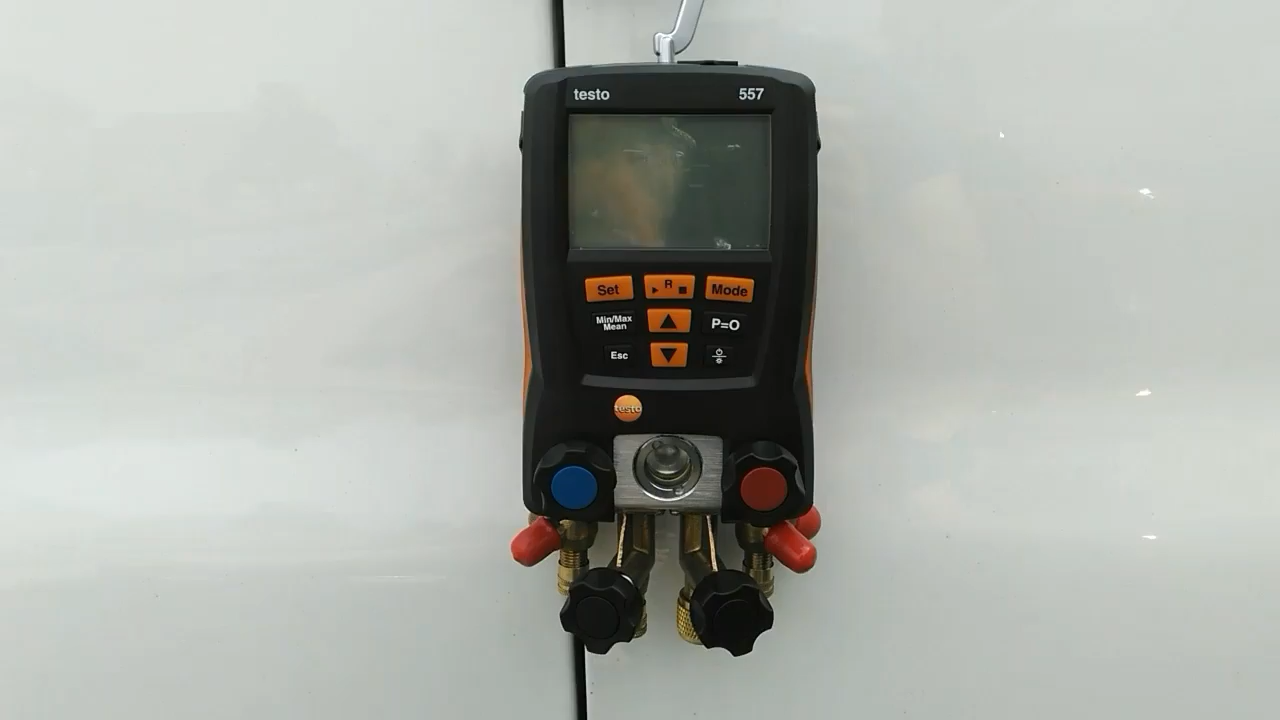 testo 557
Set R Mode
Min/Max
Mean
P=O
Esc
testo